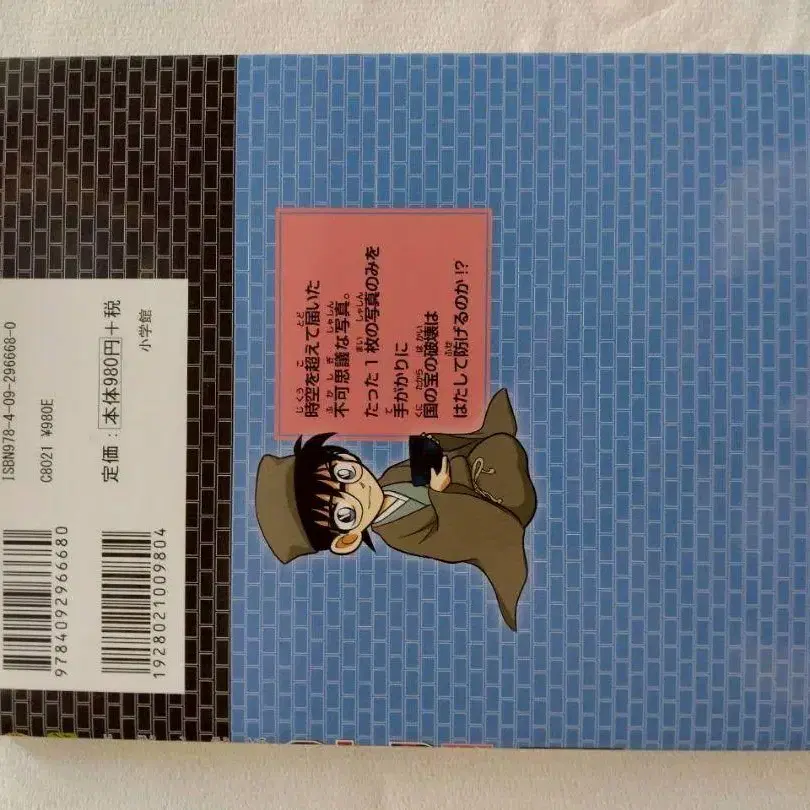 時空を超えて届いた
不可思議な写真。
たった1枚の写真のみを
手がかりに
国の宝の破壊は
はたして防げるのか!?
ISBN978-4-09-296668-0
C8021 ¥980E
定価：本体980円+税
小学館
9784092966680
1928021009804